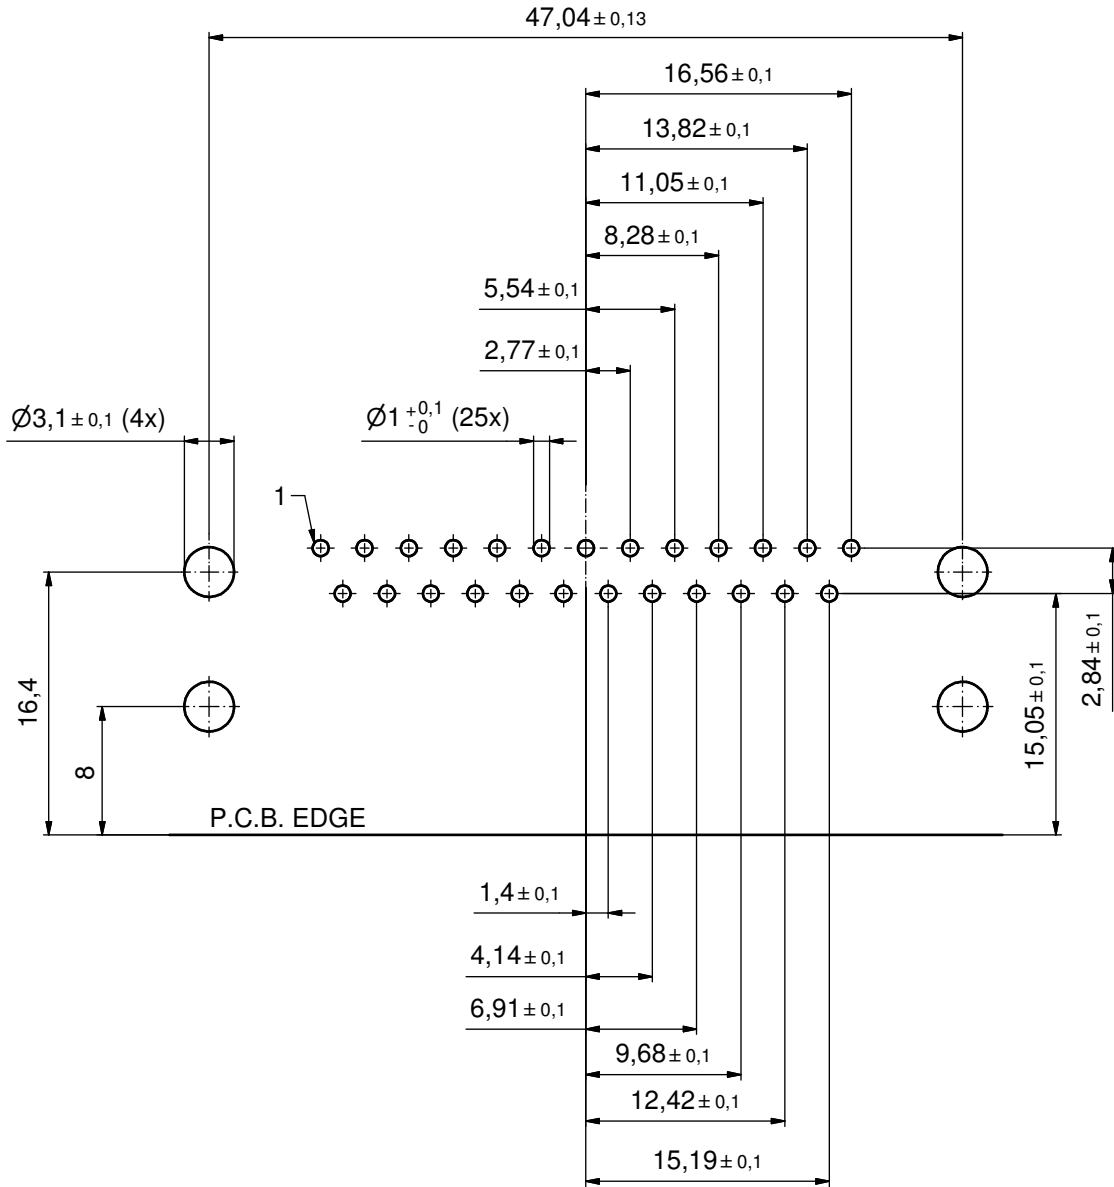 47,04 ± 0,13
16,56 ± 0,1
13,82 ± 0,1
11,05 ± 0,1
8,28 ± 0,1
5,54 ± 0,1
2,77 ± 0,1
Ø3,1 ± 0,1 (4x)
Ø1 +0,1 -0 (25x)
1
16,4
8
2,84 ± 0,1
15,05 ± 0,1
P.C.B. EDGE
1,4 ± 0,1
4,14 ± 0,1
6,91 ± 0,1
9,68 ± 0,1
12,42 ± 0,1
15,19 ± 0,1